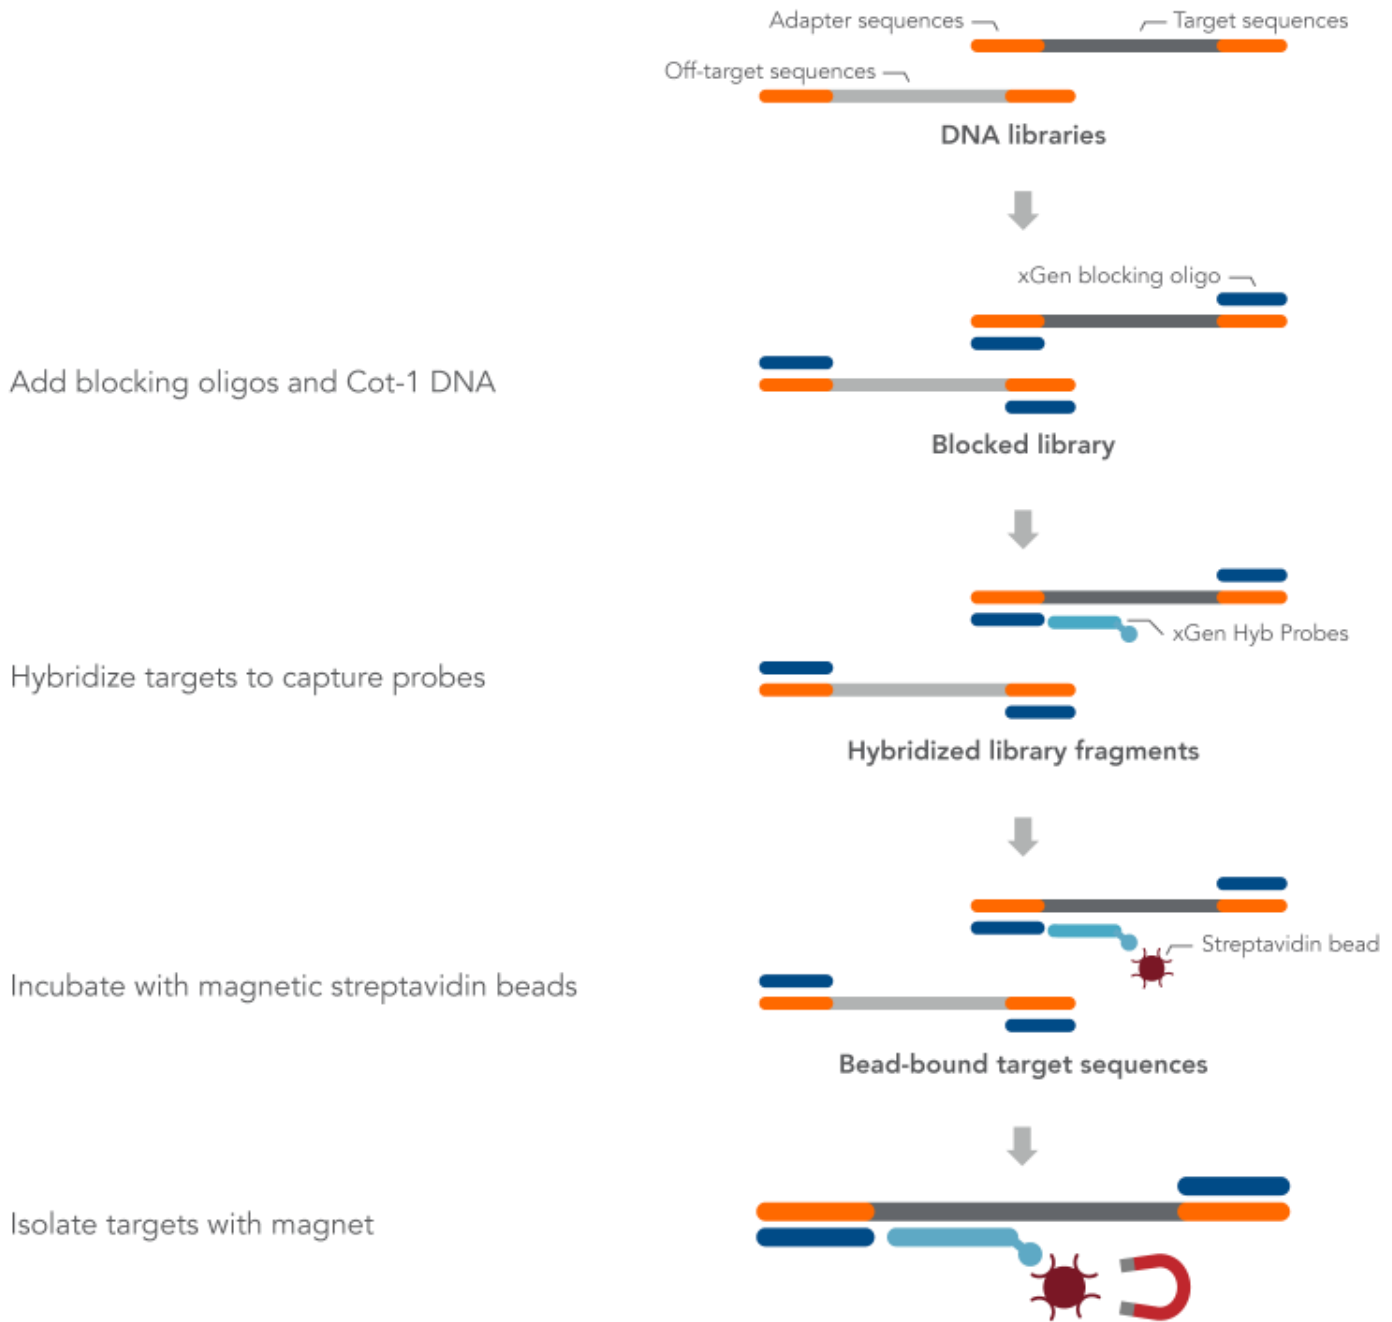 Adapter sequences
Target sequences
Off-target sequences
DNA libraries
xGen blocking oligo
Add blocking oligos and Cot-1 DNA
Blocked library
xGen Hyb Probes
Hybridize targets to capture probes
Hybridized library fragments
Streptavidin bead
Incubate with magnetic streptavidin beads
Bead-bound target sequences
Isolate targets with magnet